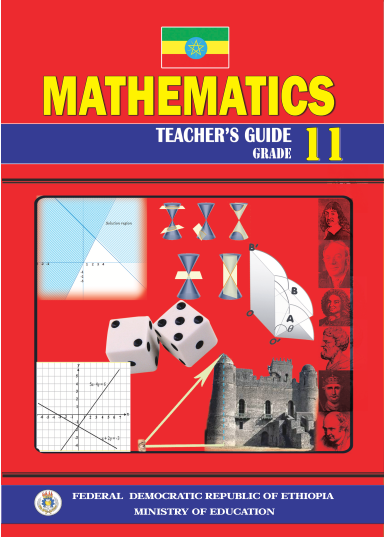 MATHEMATICS
TEACHER'S GUIDE
GRADE 11
Solution region
B'
B
A
θ
O
FEDERAL DEMOCRATIC REPUBLIC OF ETHIOPIA
MINISTRY OF EDUCATION